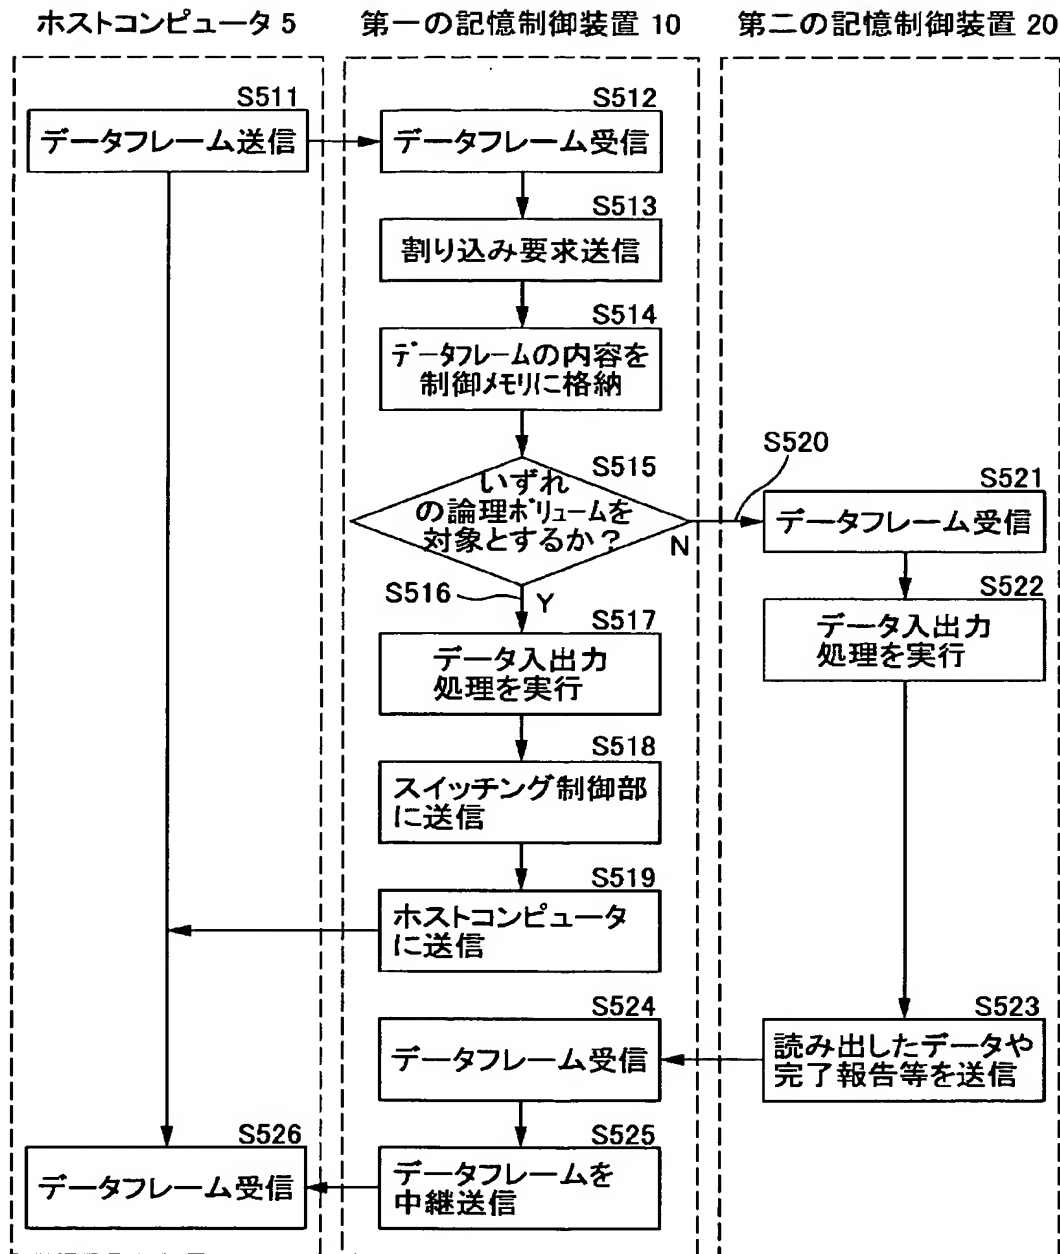 ホストコンピュータ 5
第一の記憶制御装置 10
第二の記憶制御装置 20
S511
データフレーム送信
S512
データフレーム受信
S513
割り込み要求送信
S514
データフレームの内容を
制御メモリに格納
S515
いずれ
の論理ボリュームを
対象とするか?
N
S520
S521
データフレーム受信
S516
Y
S522
データ入出力
処理を実行
S517
データ入出力
処理を実行
S518
スイッチング制御部
に送信
S519
ホストコンピュータ
に送信
S523
読み出したデータや
完了報告等を送信
S524
データフレーム受信
S525
データフレームを
中継送信
S526
データフレーム受信